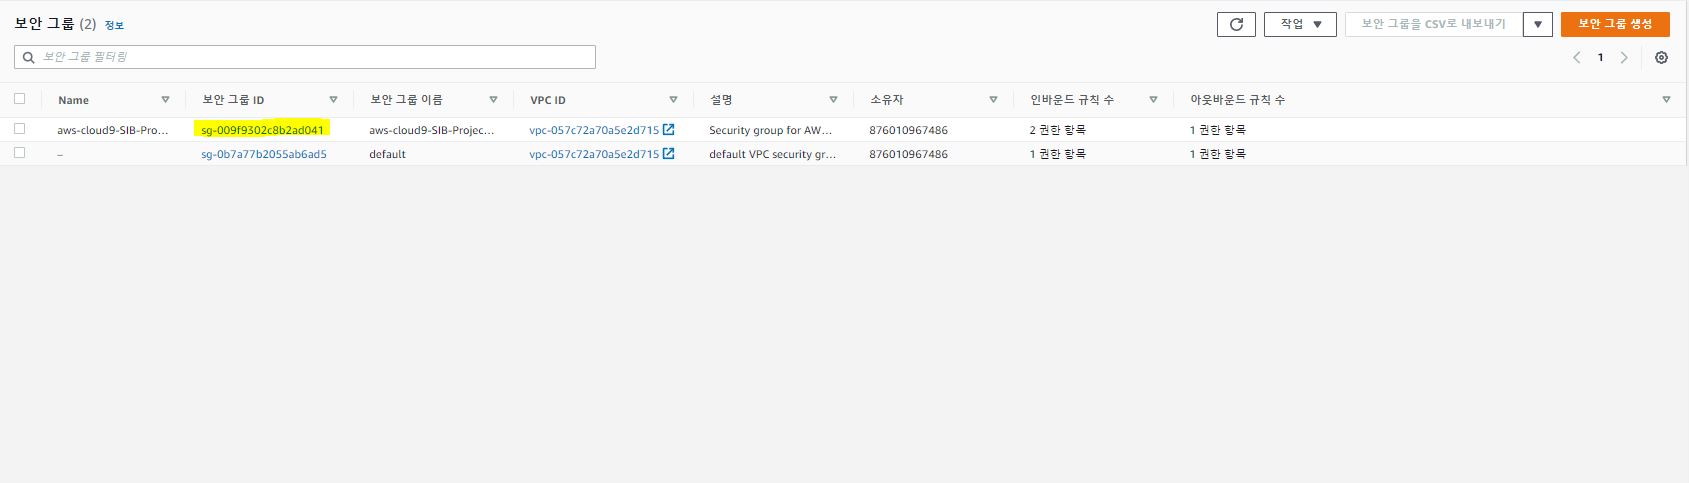 보안 그룹 (2) 정보 작업 보안 그룹을 CSV로 내보내기 보안 그룹 생성
보안 그룹 필터링 1
Name 보안 그룹 ID 보안 그룹 이름 VPC ID 설명 소유자 인바운드 규칙 수 아웃바운드 규칙 수
aws-cloud9-SIB-Pro... sg-009f9302c8b2ad041 aws-cloud9-SIB-Projec... vpc-057c72a70a5e2d715 Security group for AW... 876010967486 2 권한 항목 1 권한 항목
– sg-0b7a77b2055ab6ad5 default vpc-057c72a70a5e2d715 default VPC security gr... 876010967486 1 권한 항목 1 권한 항목